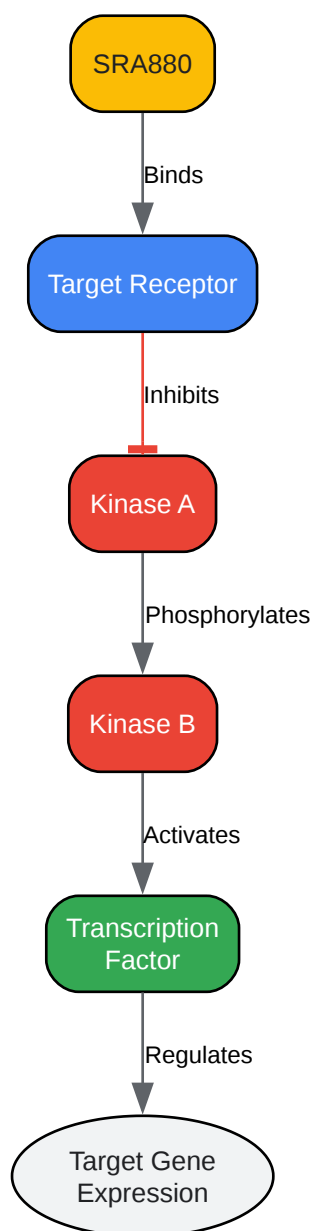 SRA880
Binds
Target Receptor
Inhibits
Kinase A
Phosphorylates
Kinase B
Activates
Transcription
Factor
Regulates
Target Gene
Expression